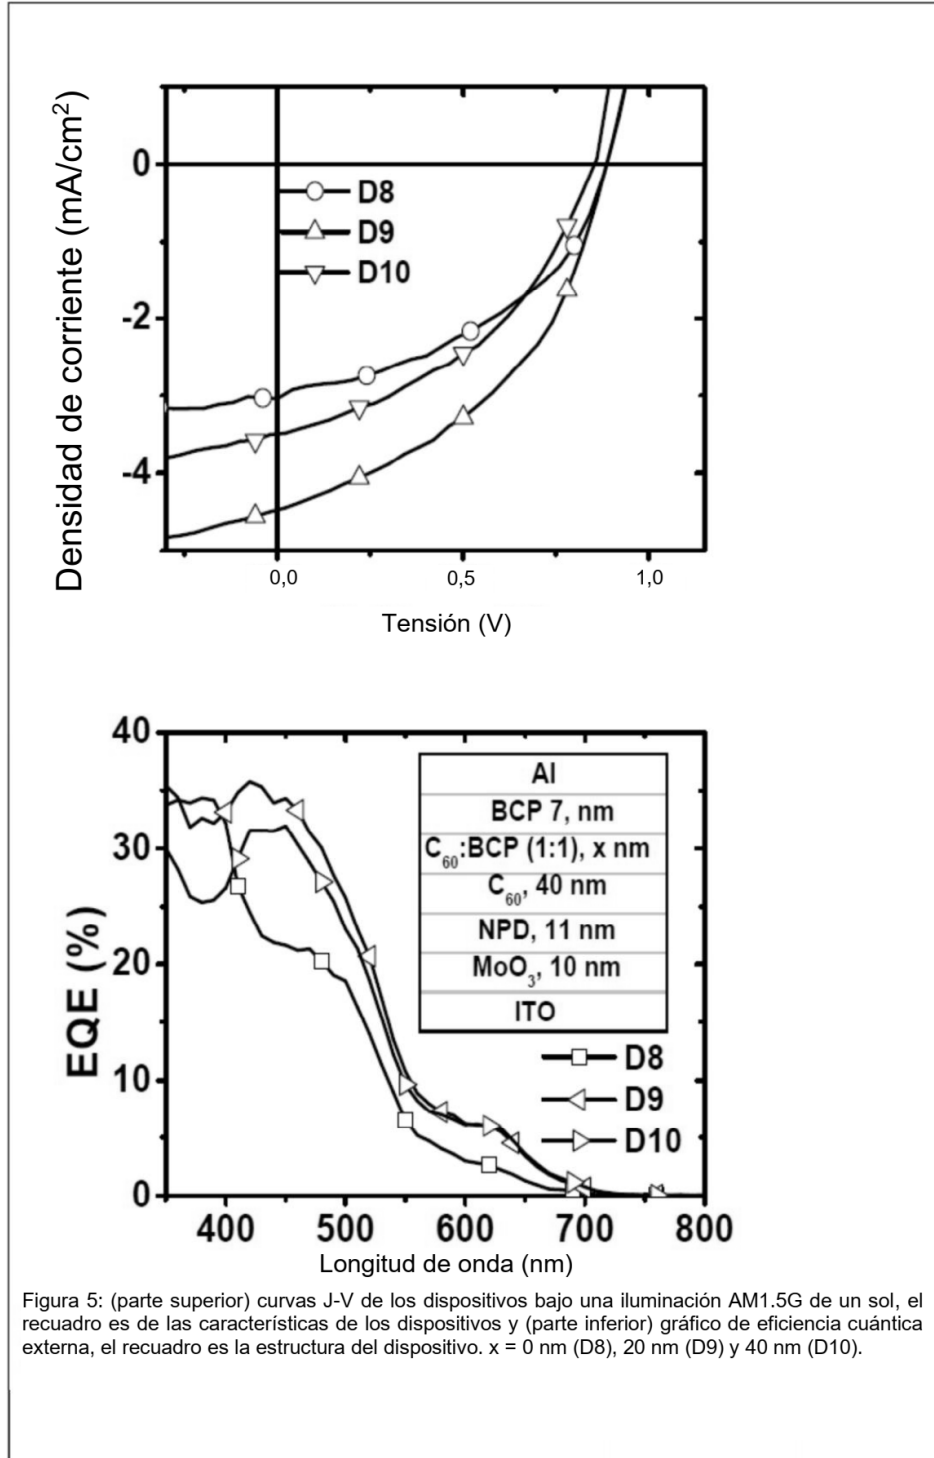 Densidad de corriente (mA/cm²)
0
-2
-4
D8
D9
D10
0,0
0,5
1,0
Tensión (V)
40
30
20
10
0
EQE (%)
Al
BCP 7, nm
C₆₀:BCP (1:1), x nm
C₆₀, 40 nm
NPD, 11 nm
MoO₃, 10 nm
ITO
D8
D9
D10
400
500
600
700
800
Longitud de onda (nm)
Figura 5: (parte superior) curvas J-V de los dispositivos bajo una iluminación AM1.5G de un sol, el
recuadro es de las características de los dispositivos y (parte inferior) gráfico de eficiencia cuántica
externa, el recuadro es la estructura del dispositivo. x = 0 nm (D8), 20 nm (D9) y 40 nm (D10).